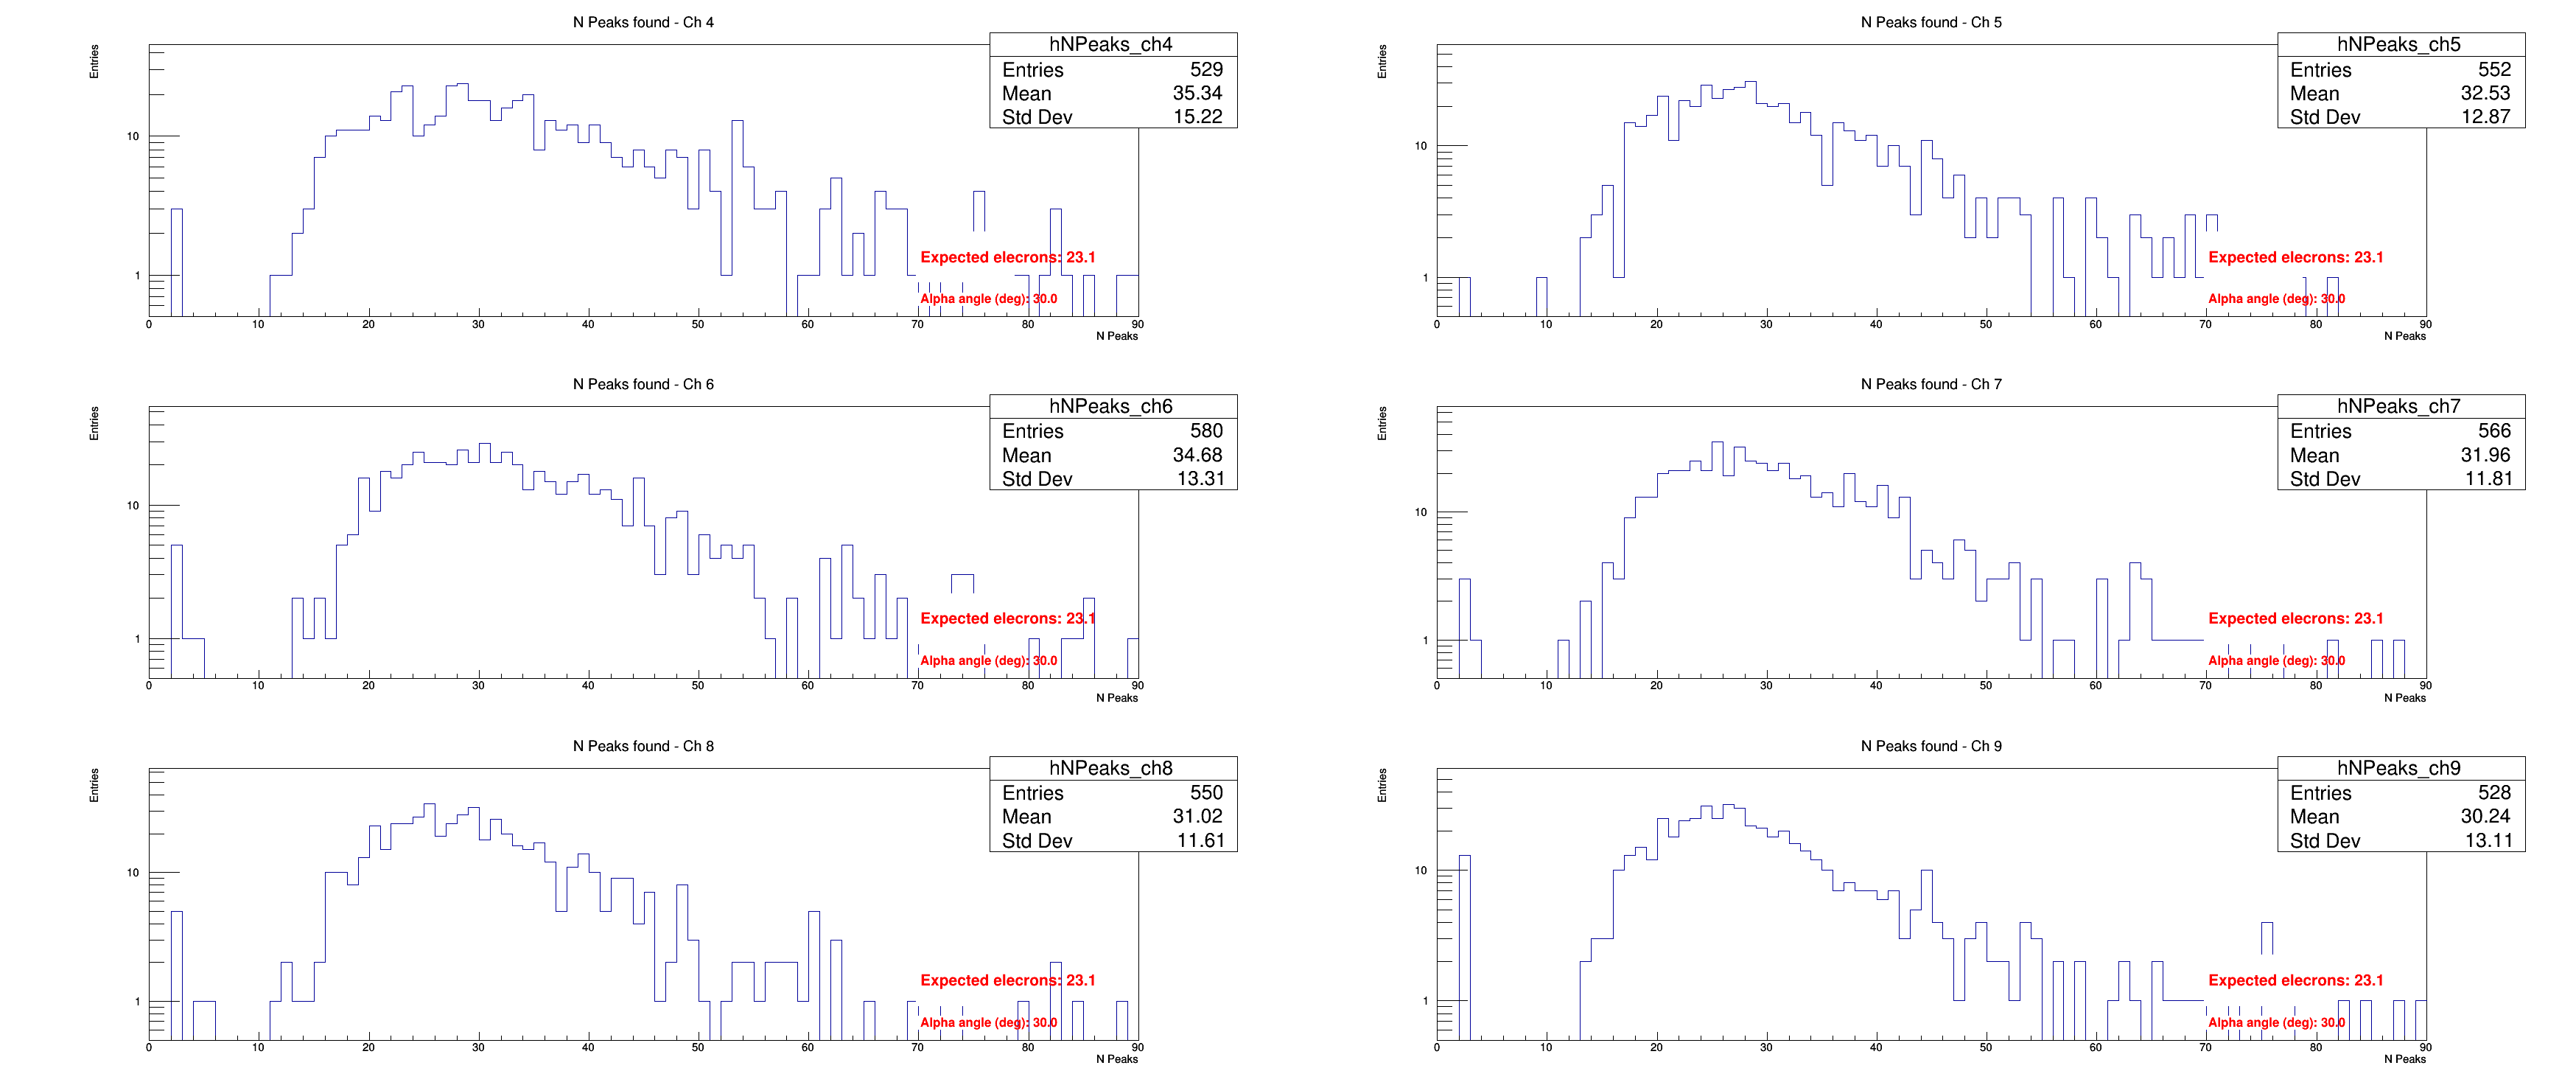 N Peaks found - Ch 4
Entries
hNPeaks_ch4
Entries 529
Mean 35.34
Std Dev 15.22
10
1
Expected elecrons: 23.1
Alpha angle (deg): 30.0
0 10 20 30 40 50 60 70 80 90
N Peaks
N Peaks found - Ch 5
Entries
hNPeaks_ch5
Entries 552
Mean 32.53
Std Dev 12.87
10
1
Expected elecrons: 23.1
Alpha angle (deg): 30.0
0 10 20 30 40 50 60 70 80 90
N Peaks
N Peaks found - Ch 6
Entries
hNPeaks_ch6
Entries 580
Mean 34.68
Std Dev 13.31
10
1
Expected elecrons: 23.1
Alpha angle (deg): 30.0
0 10 20 30 40 50 60 70 80 90
N Peaks
N Peaks found - Ch 7
Entries
hNPeaks_ch7
Entries 566
Mean 31.96
Std Dev 11.81
10
1
Expected elecrons: 23.1
Alpha angle (deg): 30.0
0 10 20 30 40 50 60 70 80 90
N Peaks
N Peaks found - Ch 8
Entries
hNPeaks_ch8
Entries 550
Mean 31.02
Std Dev 11.61
10
1
Expected elecrons: 23.1
Alpha angle (deg): 30.0
0 10 20 30 40 50 60 70 80 90
N Peaks
N Peaks found - Ch 9
Entries
hNPeaks_ch9
Entries 528
Mean 30.24
Std Dev 13.11
10
1
Expected elecrons: 23.1
Alpha angle (deg): 30.0
0 10 20 30 40 50 60 70 80 90
N Peaks